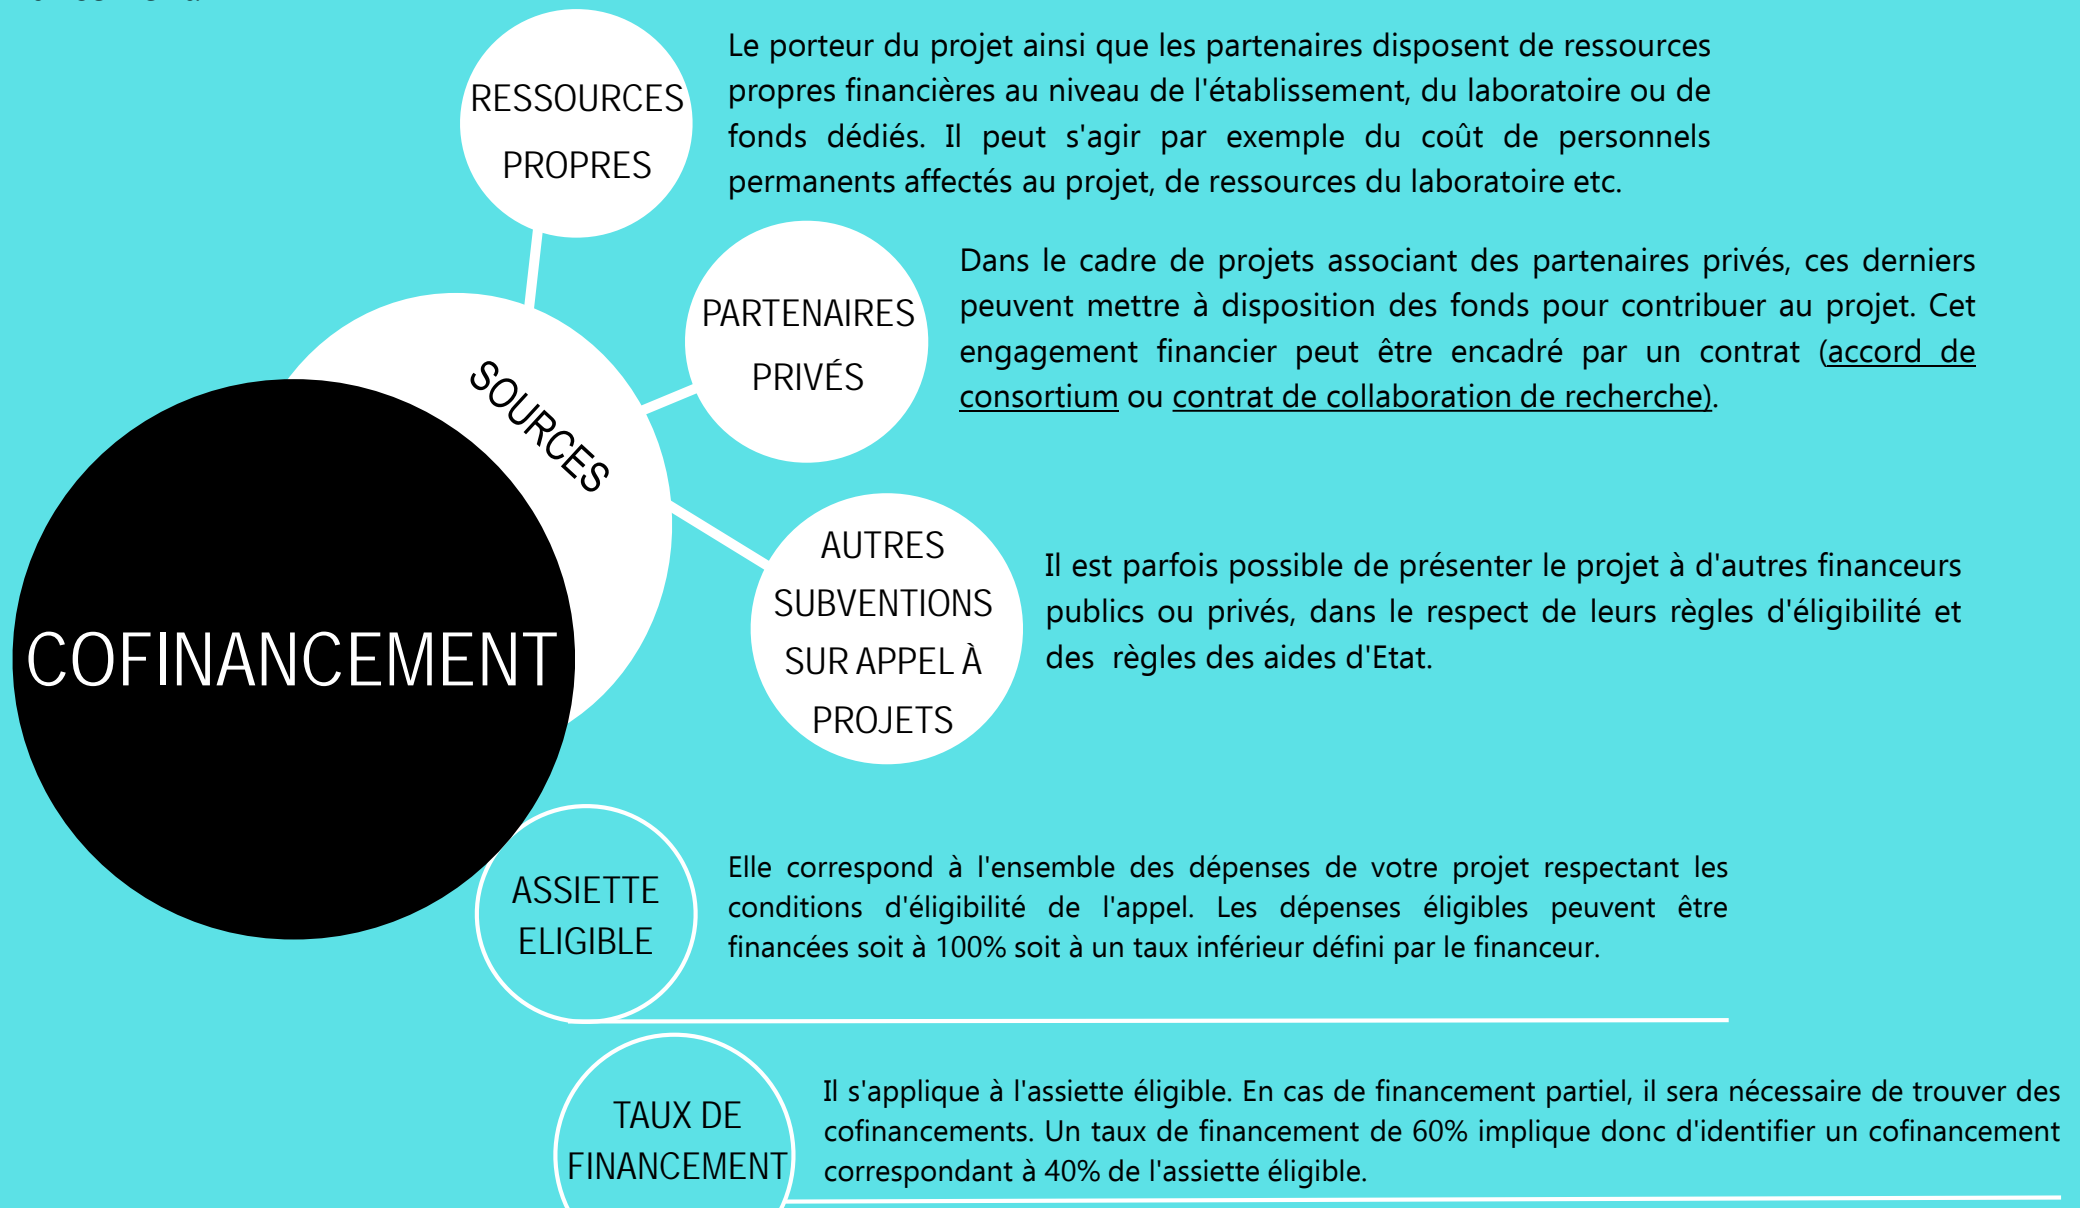 RESSOURCES
PROPRES
Le porteur du projet ainsi que les partenaires disposent de ressources
propres financières au niveau de l'établissement, du laboratoire ou de
fonds dédiés. Il peut s'agir par exemple du coût de personnels
permanents affectés au projet, de ressources du laboratoire etc.
PARTENAIRES
PRIVÉS
Dans le cadre de projets associant des partenaires privés, ces derniers
peuvent mettre à disposition des fonds pour contribuer au projet. Cet
engagement financier peut être encadré par un contrat (accord de
consortium ou contrat de collaboration de recherche).
SOURCES
AUTRES
SUBVENTIONS
SUR APPEL À
PROJETS
Il est parfois possible de présenter le projet à d'autres financeurs
publics ou privés, dans le respect de leurs règles d'éligibilité et
des  règles des aides d'Etat.
COFINANCEMENT
ASSIETTE
ELIGIBLE
Elle correspond à l'ensemble des dépenses de votre projet respectant les
conditions d'éligibilité de l'appel. Les dépenses éligibles peuvent être
financées soit à 100% soit à un taux inférieur défini par le financeur.
TAUX DE
FINANCEMENT
Il s'applique à l'assiette éligible. En cas de financement partiel, il sera nécessaire de trouver des
cofinancements. Un taux de financement de 60% implique donc d'identifier un cofinancement
correspondant à 40% de l'assiette éligible.